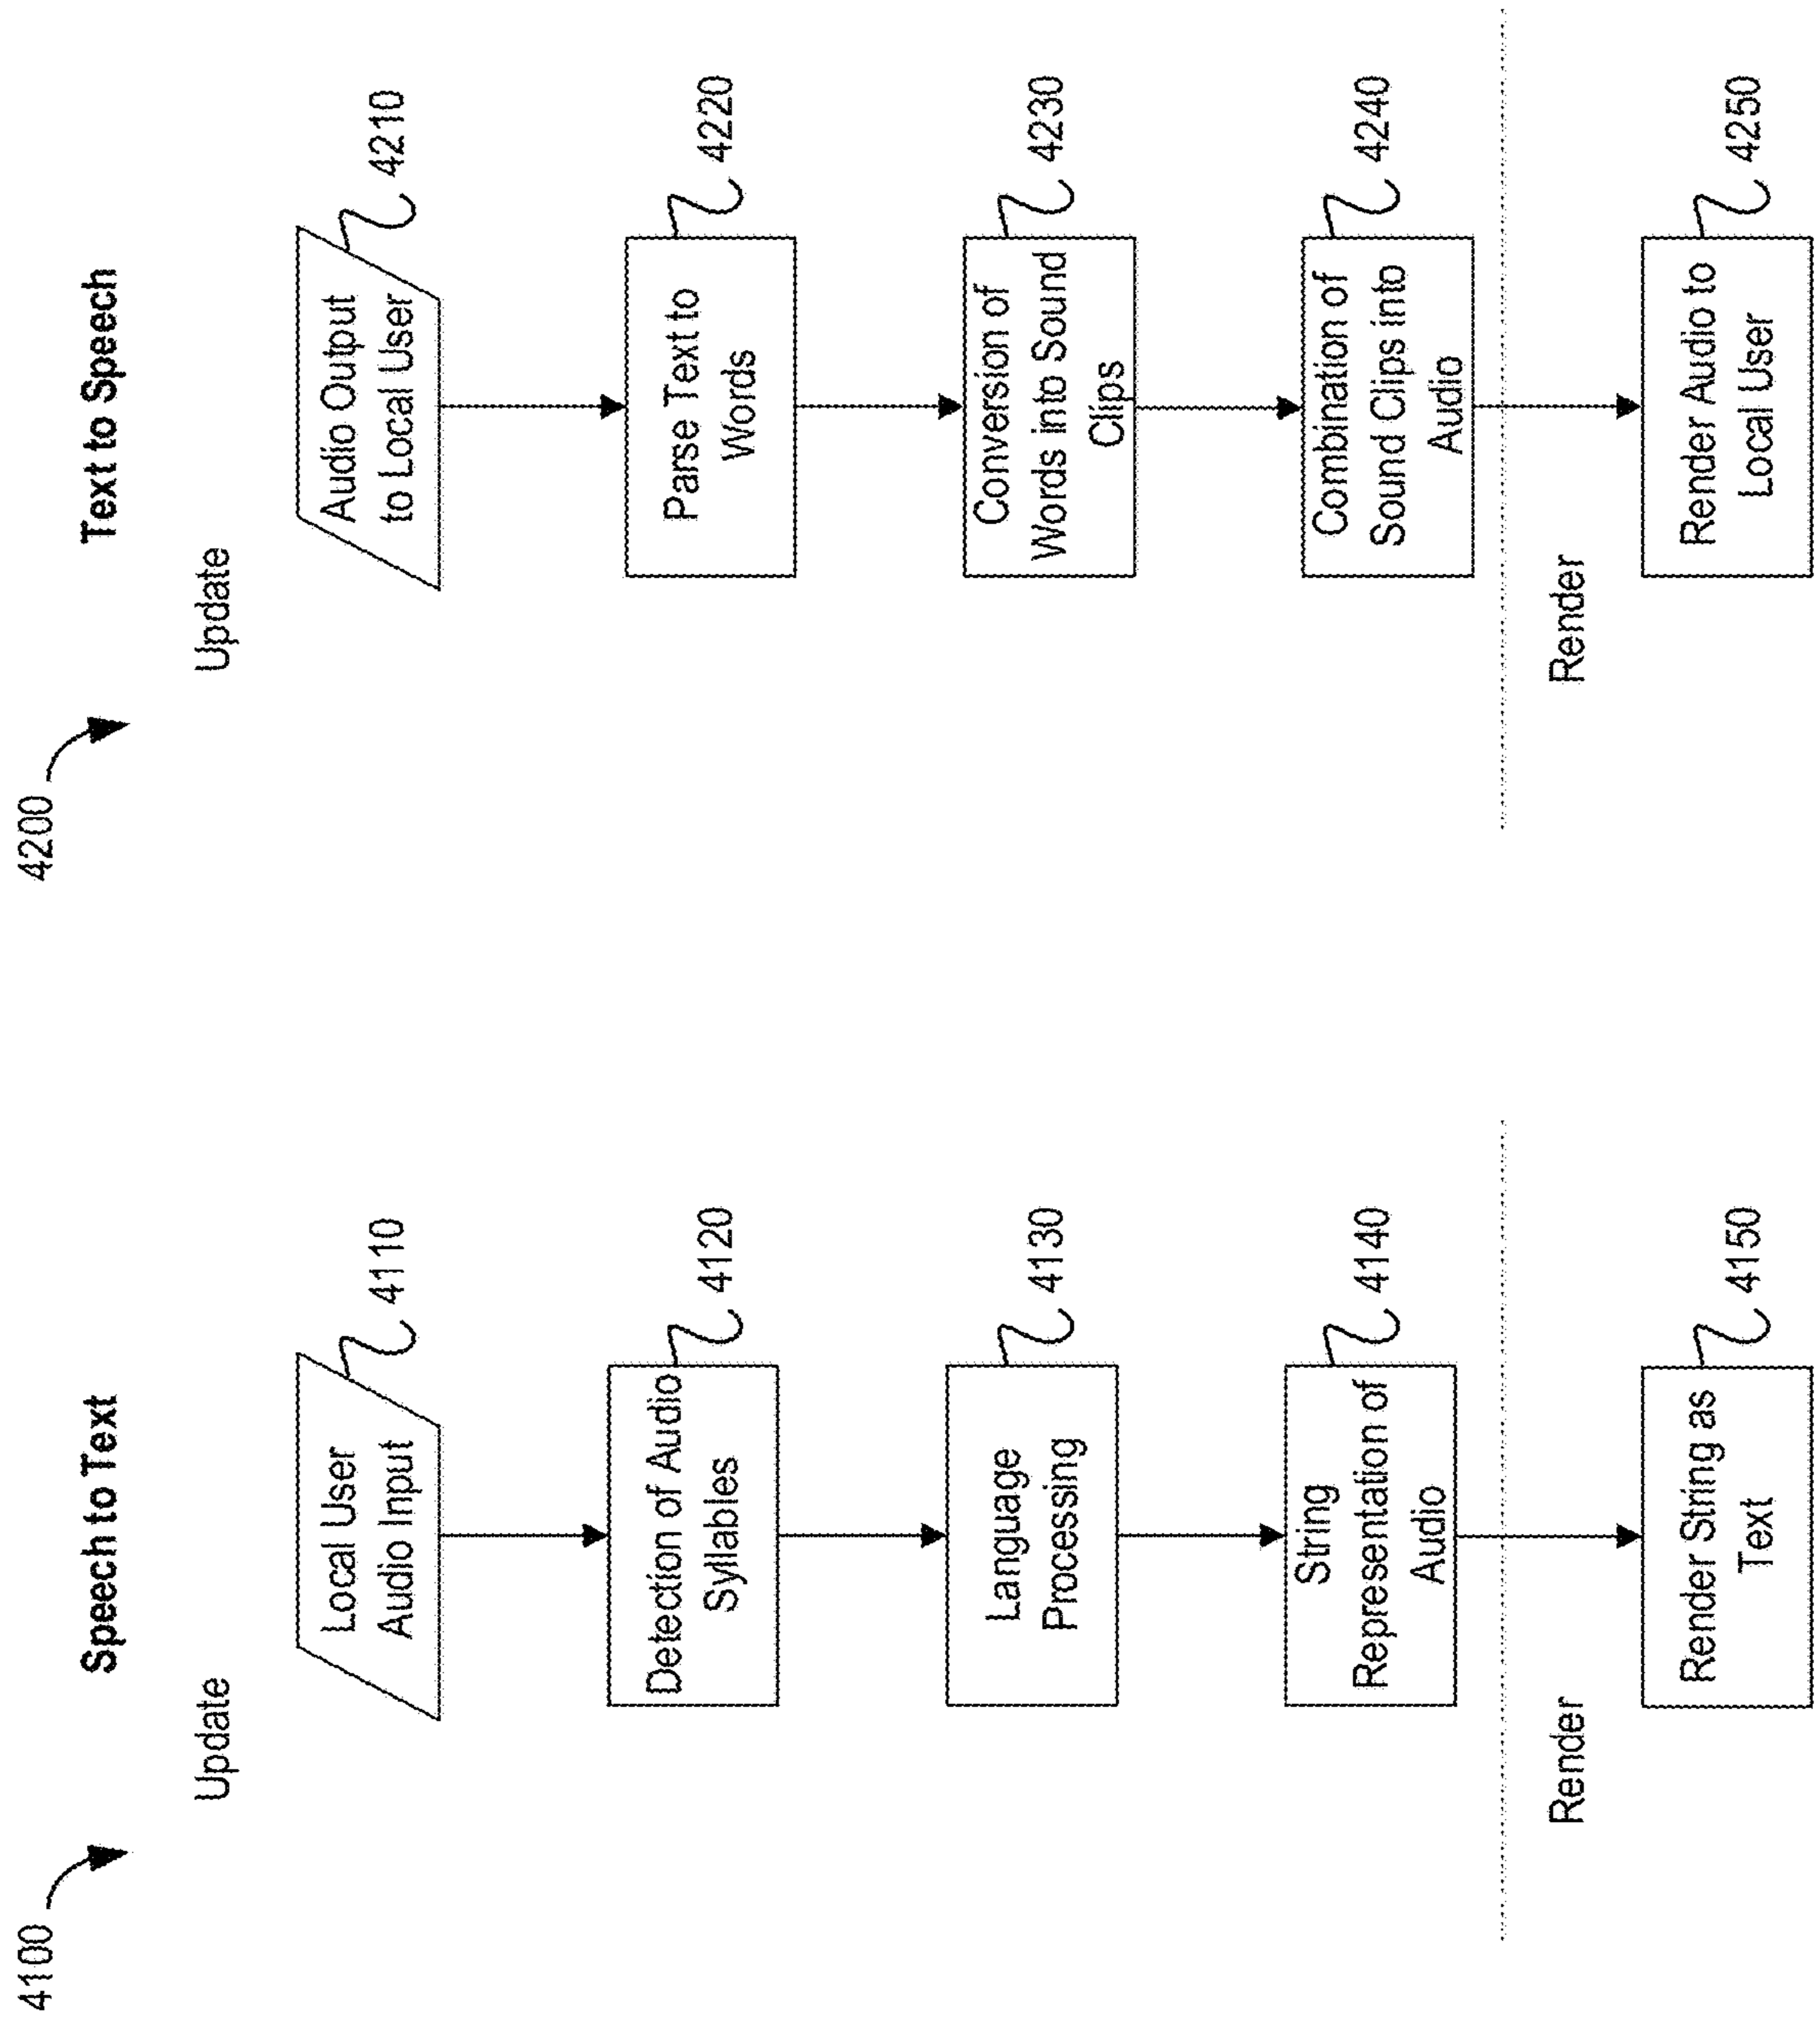 4100
Speech to Text
Update
Local User
Audio Input
4110
Detection of Audio
Syllables
4120
Language
Processing
4130
String
Representation of
Audio
4140
Render
Render String as
Text
4150
4200
Text to Speech
Update
Audio Output
to Local User
4210
Parse Text to
Words
4220
Conversion of
Words into Sound
Clips
4230
Combination of
Sound Clips into
Audio
4240
Render
Render Audio to
Local User
4250